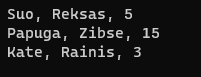 Suo, Reksas, 5
Papuga, Zibse, 15
Kate, Rainis, 3